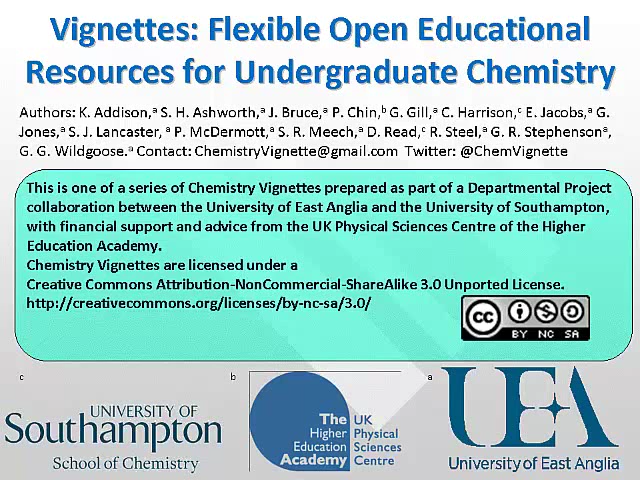 Vignettes: Flexible Open Educational
Resources for Undergraduate Chemistry
Authors: K. Addison,ᵃ S. H. Ashworth,ᵃ J. Bruce,ᵃ P. Chin,ᵇ G. Gill,ᵃ C. Harrison,ᶜ E. Jacobs,ᵃ G.
Jones,ᵃ S. J. Lancaster, ᵃ P. McDermott,ᵃ S. R. Meech,ᵃ D. Read,ᶜ R. Steel,ᵃ G. R. Stephensonᵃ,
G. G. Wildgoose.ᵃ Contact: ChemistryVignette@gmail.com Twitter: @ChemVignette
This is one of a series of Chemistry Vignettes prepared as part of a Departmental Project
collaboration between the University of East Anglia and the University of Southampton,
with financial support and advice from the UK Physical Sciences Centre of the Higher
Education Academy.
Chemistry Vignettes are licensed under a
Creative Commons Attribution-NonCommercial-ShareAlike 3.0 Unported License.
http://creativecommons.org/licenses/by-nc-sa/3.0/
cc
BY NC SA
c
UNIVERSITY OF
Southampton
School of Chemistry
b
The UK
Higher Physical
Education Sciences
Academy Centre
a
UEA
University of East Anglia